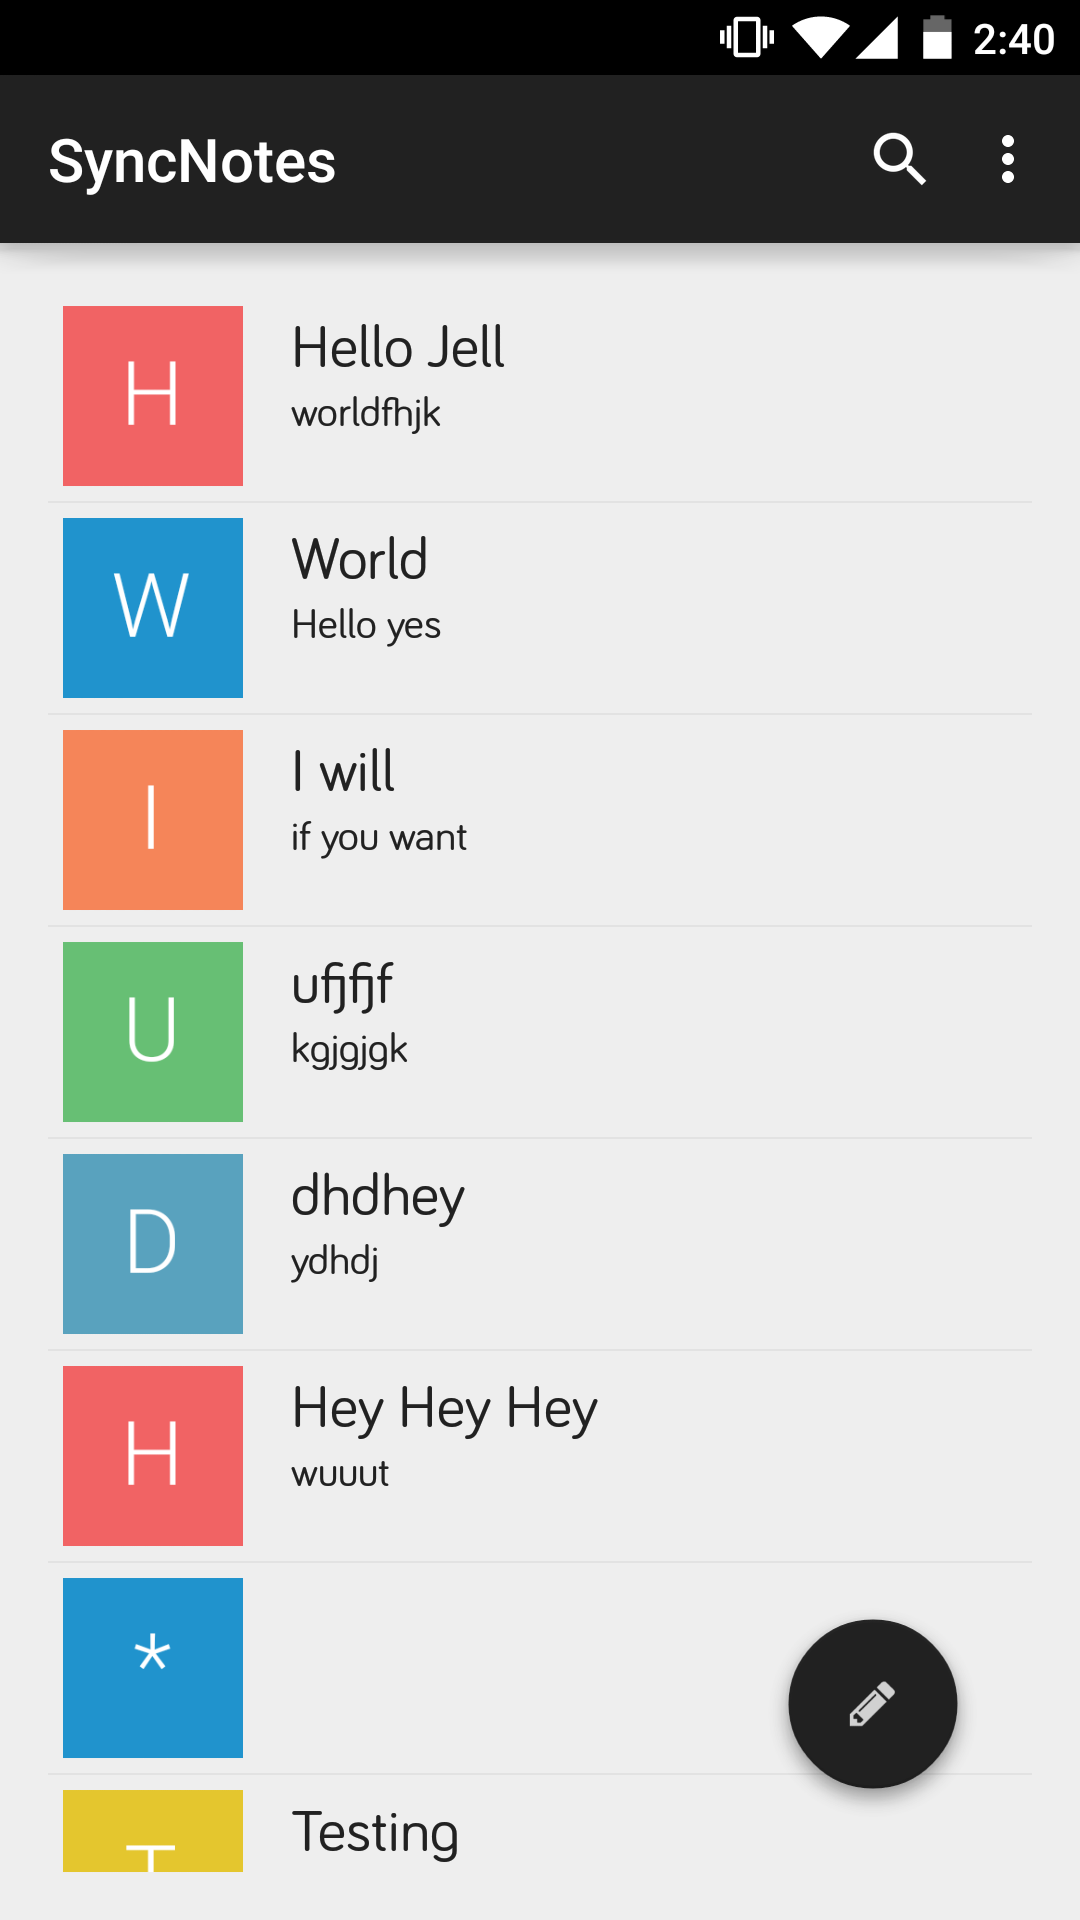 2:40
SyncNotes
H
Hello Jell
worldfhjk
W
World
Hello yes
I
I will
if you want
U
ufjfjf
kgjgjgk
D
dhdhey
ydhdj
H
Hey Hey Hey
wuuut
*
T
Testing